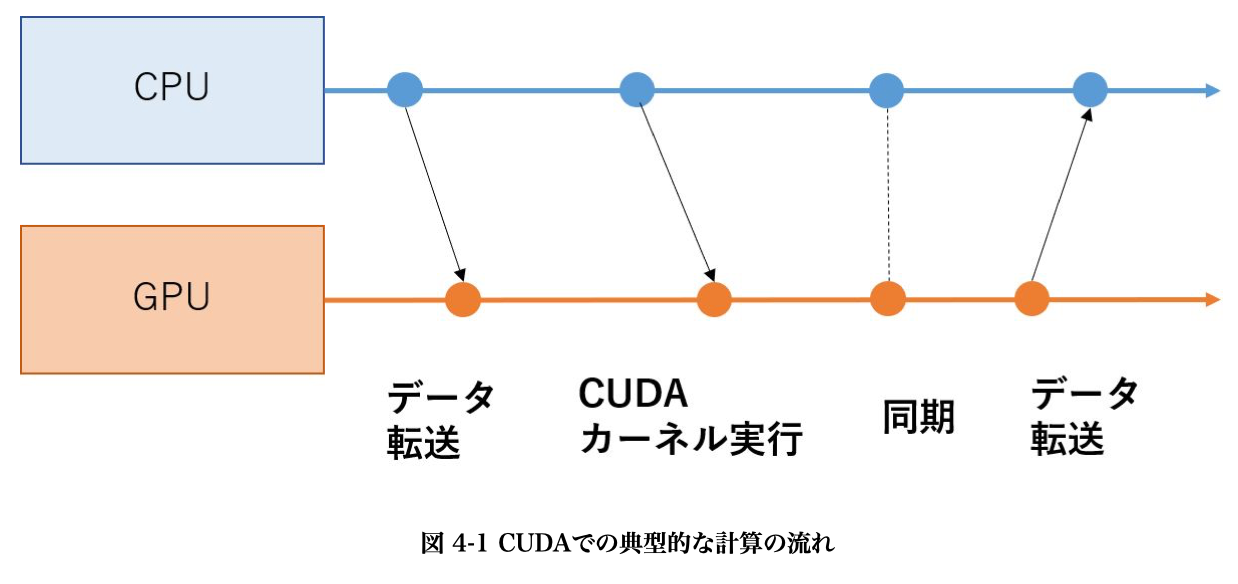 CPU
GPU
データ
転送
CUDA
カーネル実行
同期
データ
転送
図 4-1 CUDAでの典型的な計算の流れ